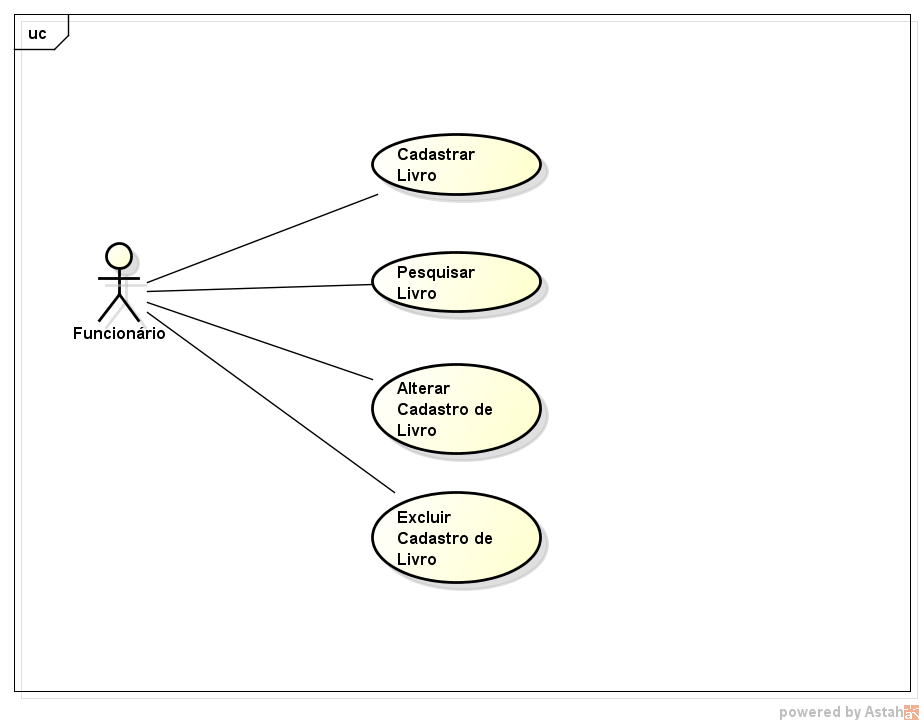 uc
Cadastrar
Livro
Pesquisar
Livro
Funcionário
Alterar
Cadastro de
Livro
Excluir
Cadastro de
Livro
powered by Astah